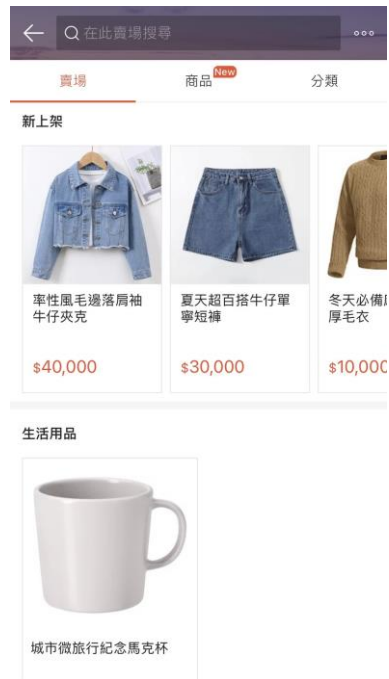 在此賣場搜尋
賣場
商品
New
分類
新上架
率性風毛邊落肩袖
牛仔夾克
$40,000
夏天超百搭牛仔單
寧短褲
$30,000
冬天必備
厚毛衣
$10,000
生活用品
城市微旅行紀念馬克杯